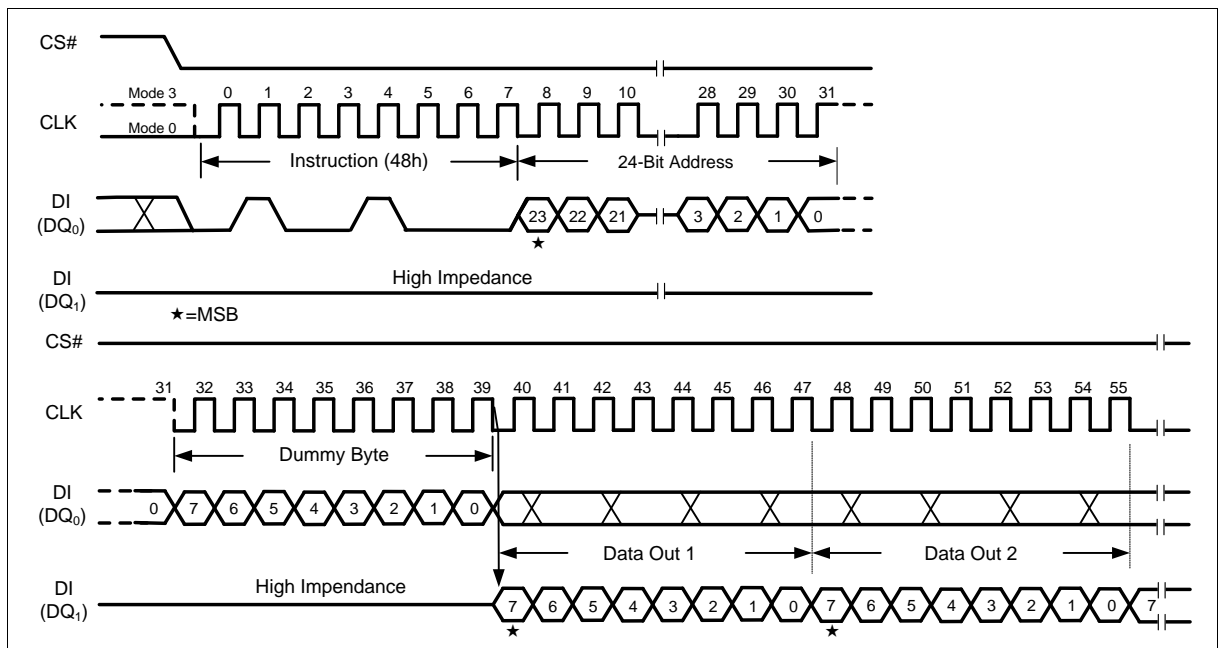 CS#
Mode 3 0 1 2 3 4 5 6 7 8 9 10 28 29 30 31
CLK
Mode 0
Instruction (48h) 24-Bit Address
DI
(DQ0) 23 22 21 3 2 1 0
★
DI
(DQ1)
High Impedance
★=MSB
CS#
31 32 33 34 35 36 37 38 39 40 41 42 43 44 45 46 47 48 49 50 51 52 53 54 55
CLK
Dummy Byte
DI
(DQ0) 0 7 6 5 4 3 2 1 0
Data Out 1 Data Out 2
High Impendance
DI
(DQ1) 7 6 5 4 3 2 1 0 7 6 5 4 3 2 1 0 7
★ ★